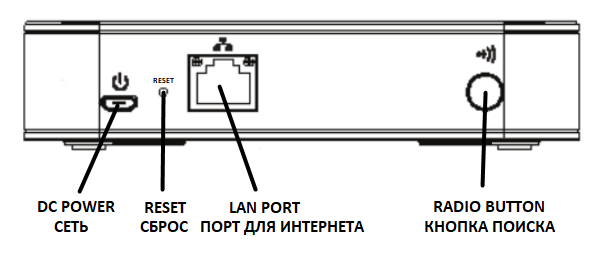 RESET
DC POWER
СЕТЬ
RESET
СБРОС
LAN PORT
ПОРТ ДЛЯ ИНТЕРНЕТА
RADIO BUTTON
КНОПКА ПОИСКА